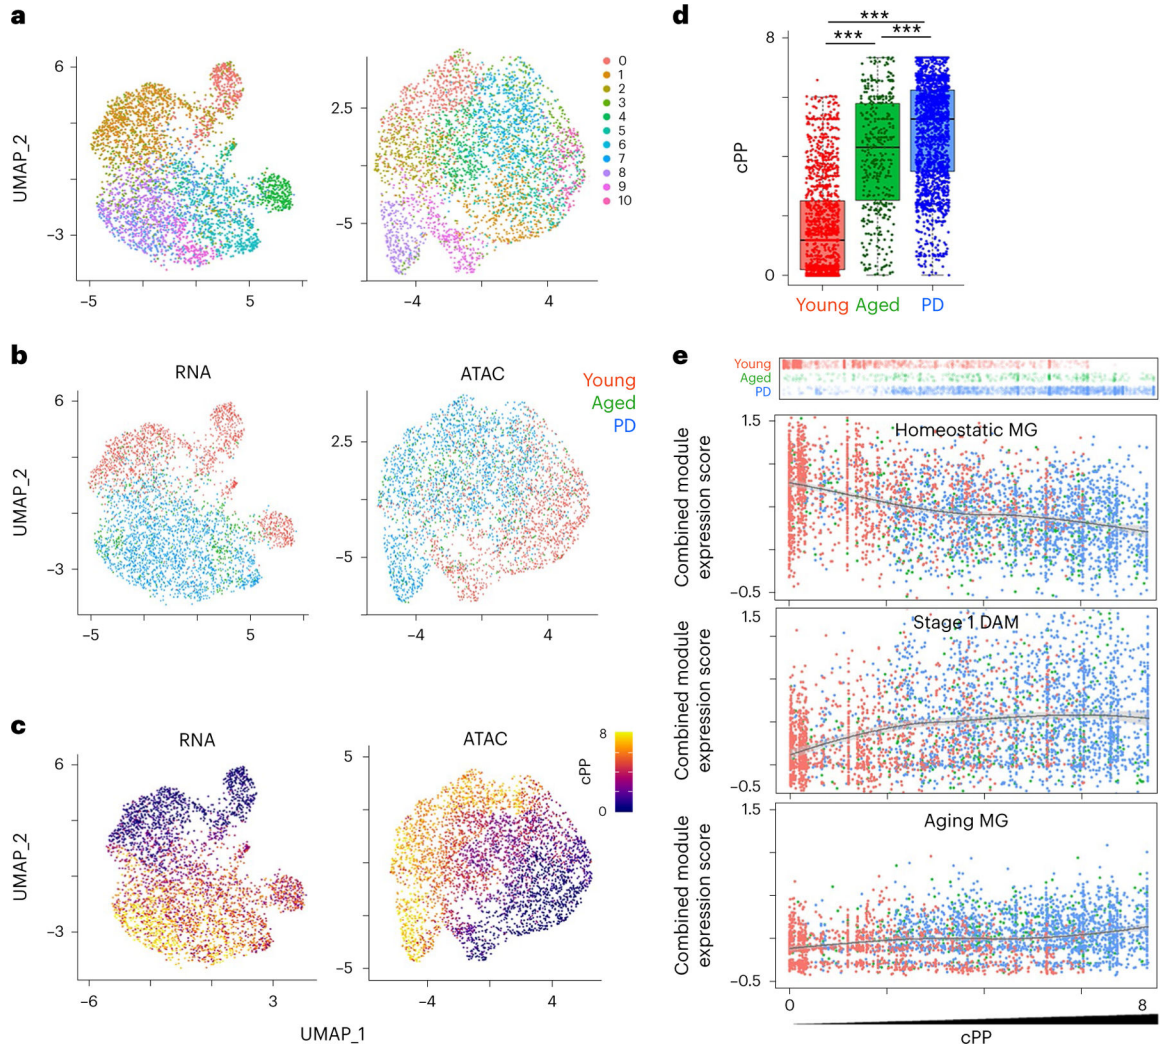 a
UMAP_2
6
−3
−5
5
2.5
−5
−4
4
0
1
2
3
4
5
6
7
8
9
10
b
RNA
ATAC
Young
Aged
PD
UMAP_2
6
−3
−5
5
2.5
−5
−4
4
c
RNA
ATAC
cPP
8
0
UMAP_2
6
−3
−6
3
5
−5
−4
4
UMAP_1
d
***
*** ***
cPP
8
0
Young Aged PD
e
Young
Aged
PD
Homeostatic MG
Combined module
expression score
1.5
−0.5
Stage 1 DAM
Combined module
expression score
1.5
−0.5
Aging MG
Combined module
expression score
1.5
−0.5
0
8
cPP